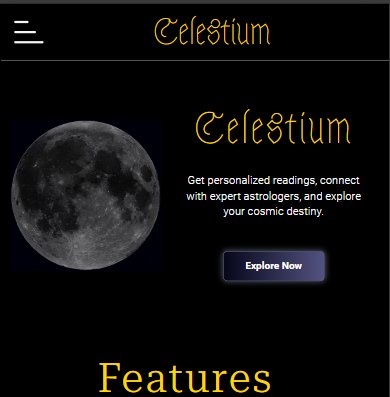 Celestium
Celestium
Get personalized readings, connect
with expert astrologers, and explore
your cosmic destiny.
Explore Now
Features